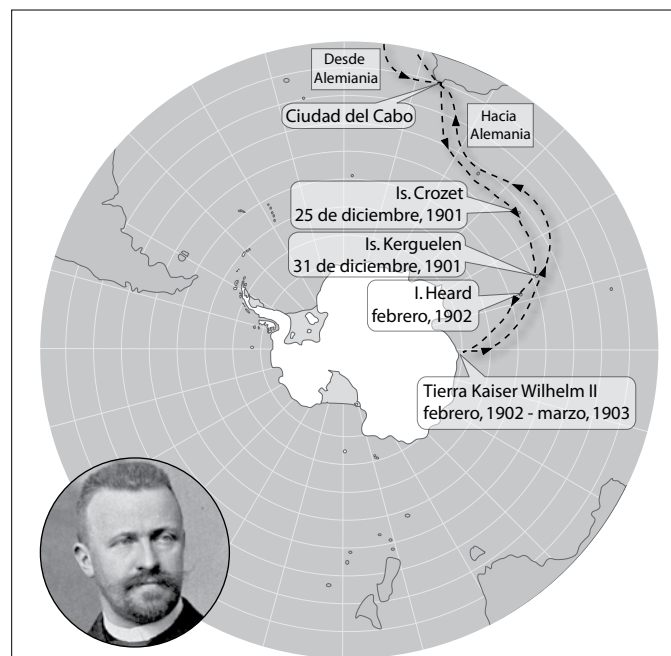 Desde
Alemiania
Ciudad del Cabo
Hacia
Alemania
Is. Crozet
25 de diciembre, 1901
Is. Kerguelen
31 de diciembre, 1901
I. Heard
febrero, 1902
Tierra Kaiser Wilhelm II
febrero, 1902 - marzo, 1903